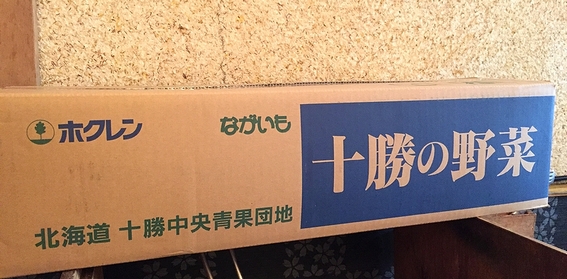 ホクレン
ながいも
十勝の野菜
北海道 十勝中央青果団地